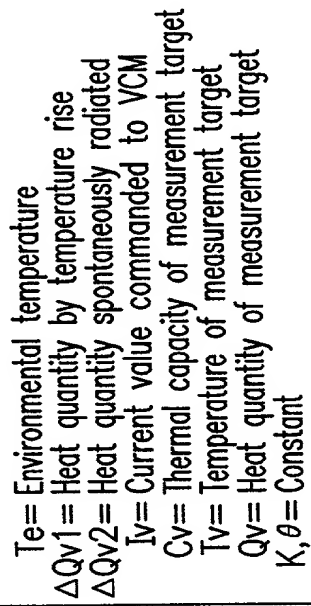 Te= Environmental temperature
ΔQv1= Heat quantity by temperature rise
ΔQv2= Heat quantity spontaneously radiated
Iv= Current value commanded to VCM
Cv= Thermal capacity of measurement target
Tv= Temperature of measurement target
Qv= Heat quantity of measurement target
K,θ= Constant